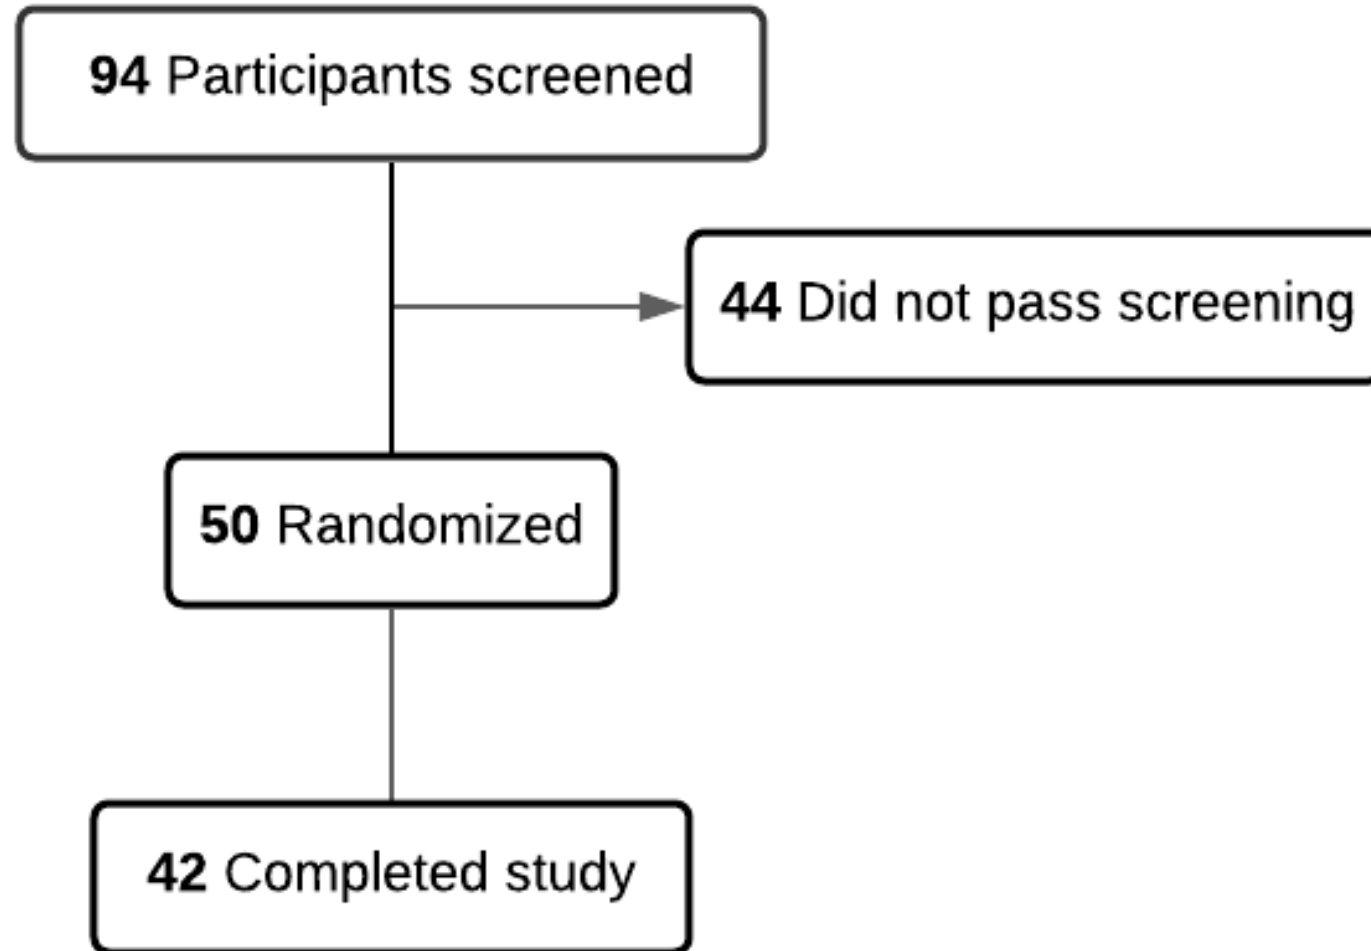 94 Participants screened
44 Did not pass screening
50 Randomized
42 Completed study